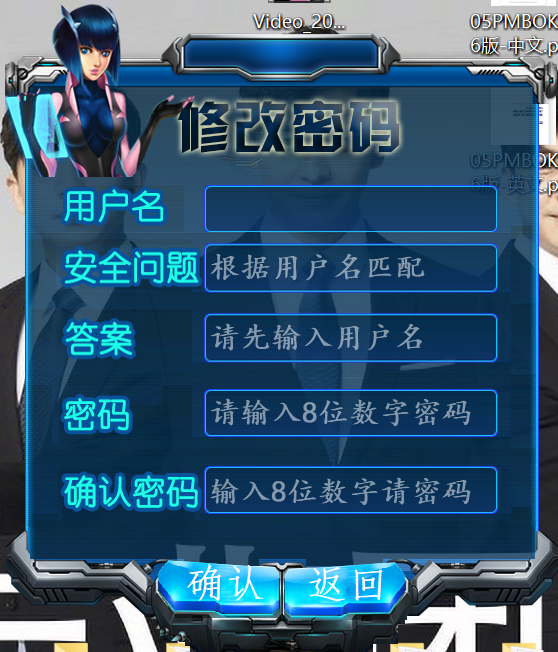 Video_20...
05PMBOK
6版-中文.p
修改密码
05PMBOK
6版-英文.p
用户名
安全问题 根据用户名匹配
答案 请先输入用户名
密码 请输入8位数字密码
确认密码 输入8位数字请密码
确认 返回